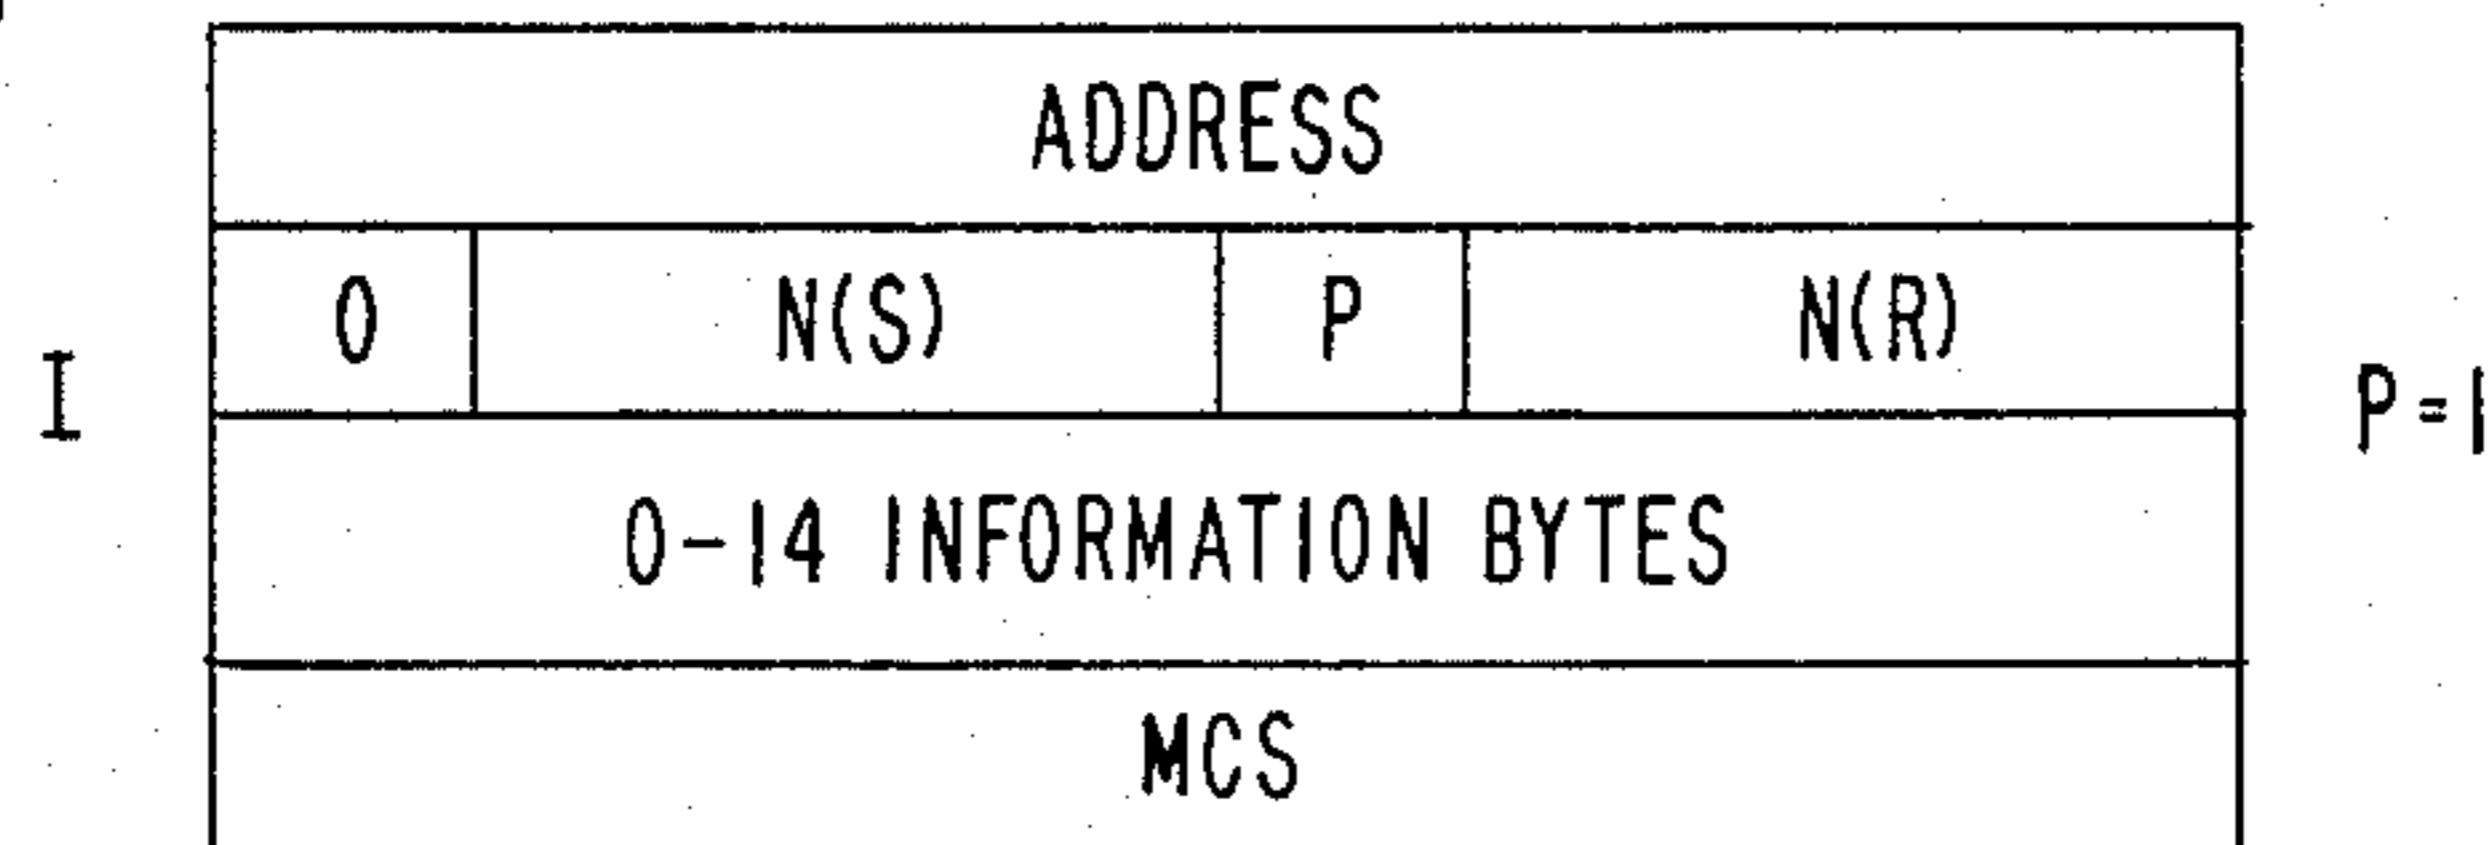 ADDRESS
0 N(S) P N(R)
I P=1
0-14 INFORMATION BYTES
MCS